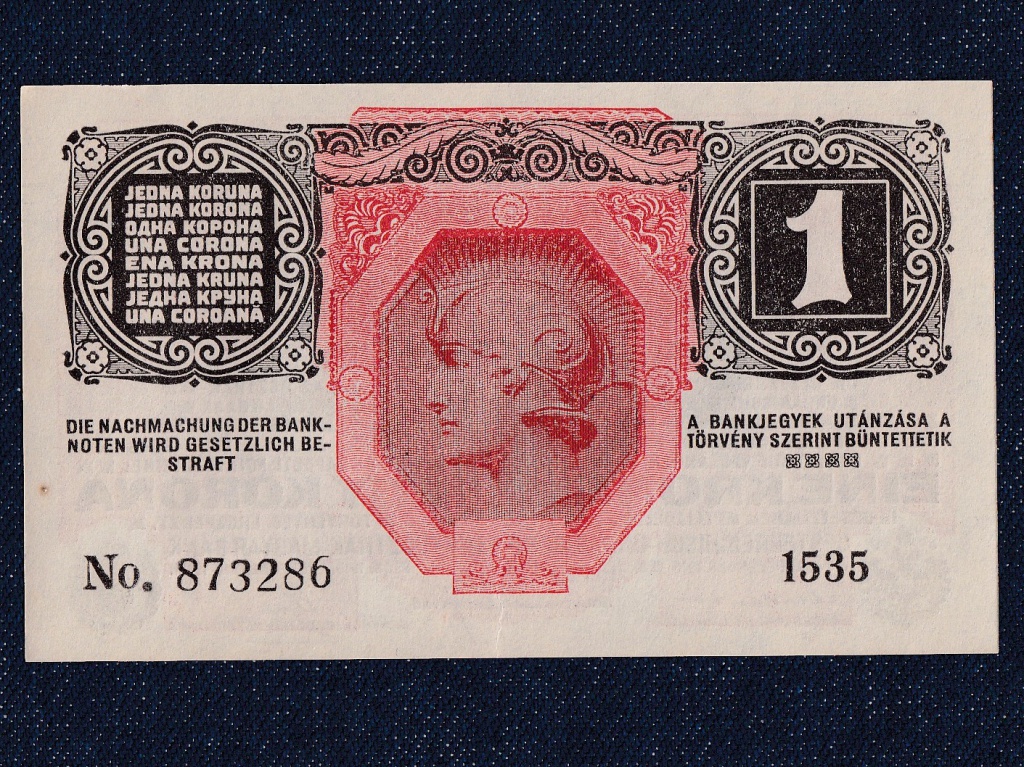 JEDNA KORUNA
JEDNA KORONA
ОДНА КОРОНА
UNA CORONA
ENA KRONA
JEDNA KRUNA
ЈЕДНА КРУНА
UNA COROANĂ
1
DIE NACHMACHUNG DER BANK-
NOTEN WIRD GESETZLICH BE-
STRAFT
A BANKJEGYEK UTÁNZÁSA A
TÖRVÉNY SZERINT BÜNTETTETIK
No. 873286
1535